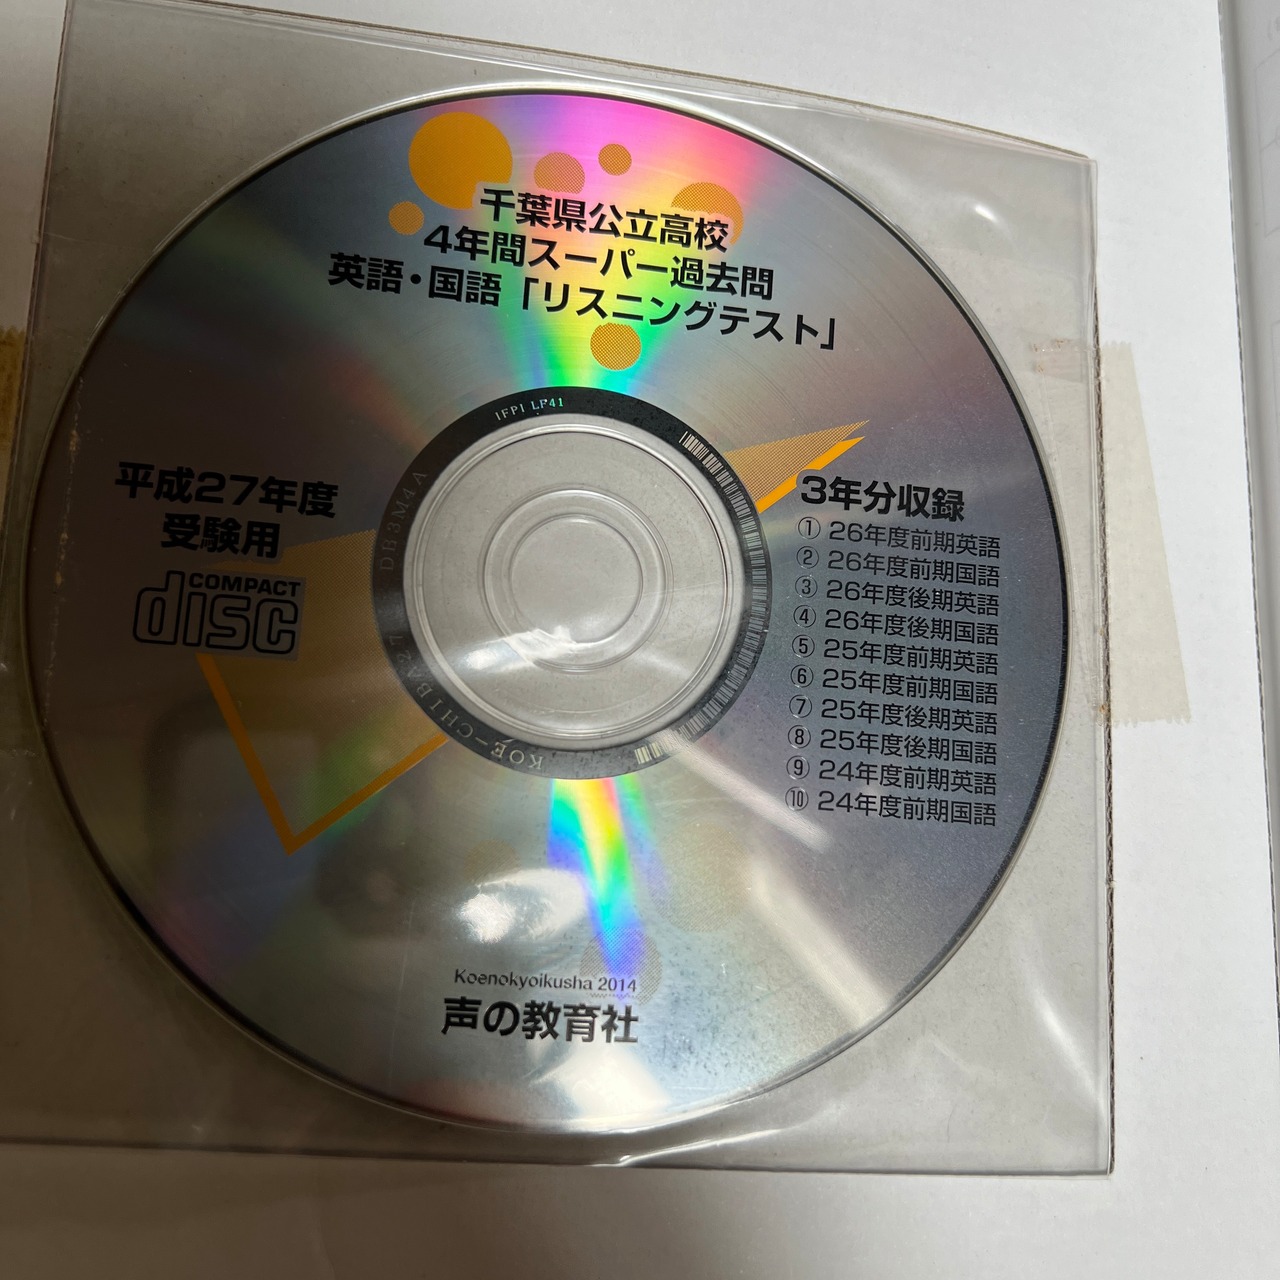 千葉県公立高校
4年間スーパー過去問
英語・国語「リスニングテスト」
IFPI LF41
平成27年度
受験用
COMPACT
disc
3年分収録
① 26年度前期英語
② 26年度前期国語
③ 26年度後期英語
④ 26年度後期国語
⑤ 25年度前期英語
⑥ 25年度前期国語
⑦ 25年度後期英語
⑧ 25年度後期国語
⑨ 24年度前期英語
⑩ 24年度前期国語
KOE-CHIBA27
DB3M4A
Koenokyoikusha 2014
声の教育社